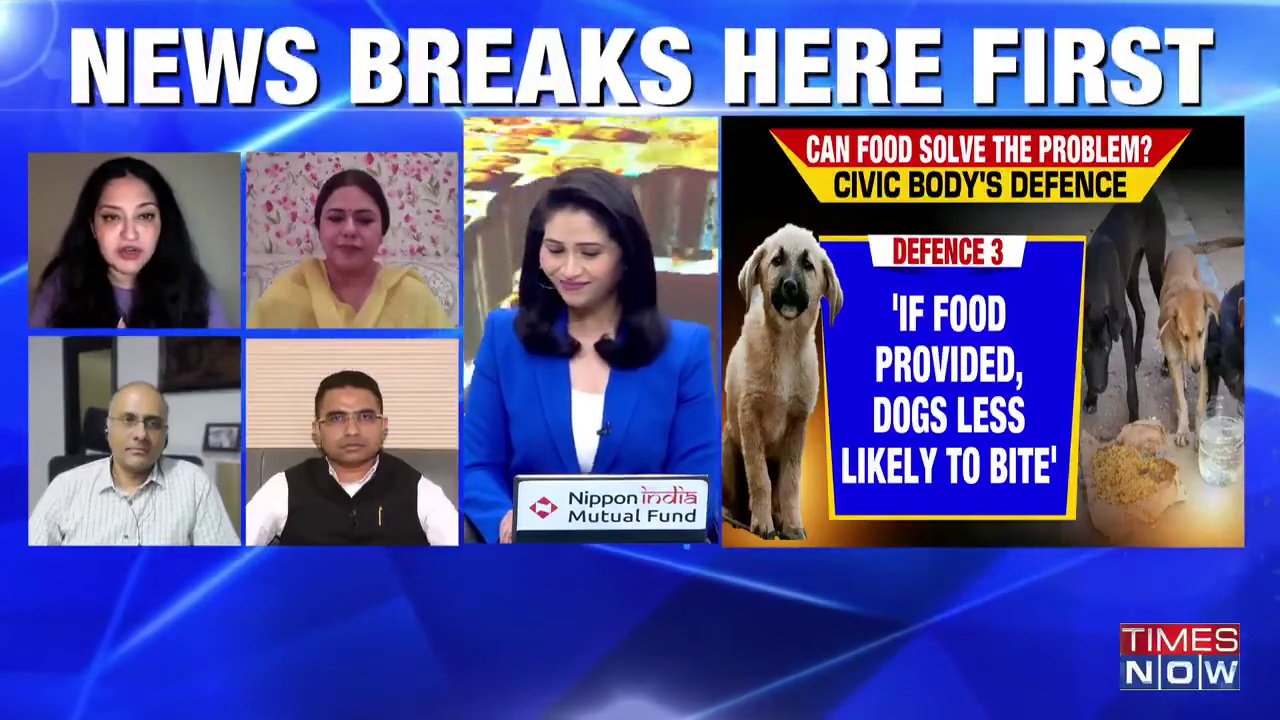 NEWS BREAKS HERE FIRST
CAN FOOD SOLVE THE PROBLEM?
CIVIC BODY'S DEFENCE
DEFENCE 3
'IF FOOD
PROVIDED,
DOGS LESS
LIKELY TO BITE'
Nippon india
Mutual Fund
TIMES
NOW